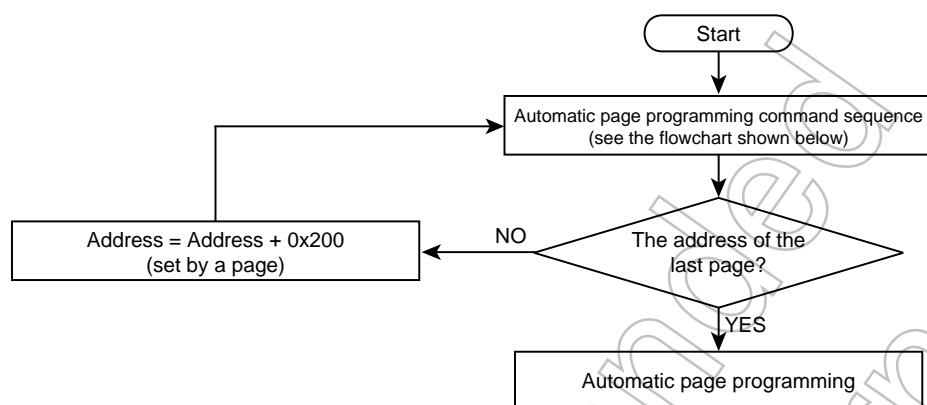 Start
Automatic page programming command sequence
(see the flowchart shown below)
Address = Address + 0x200
(set by a page)
NO
The address of the
last page?
YES
Automatic page programming